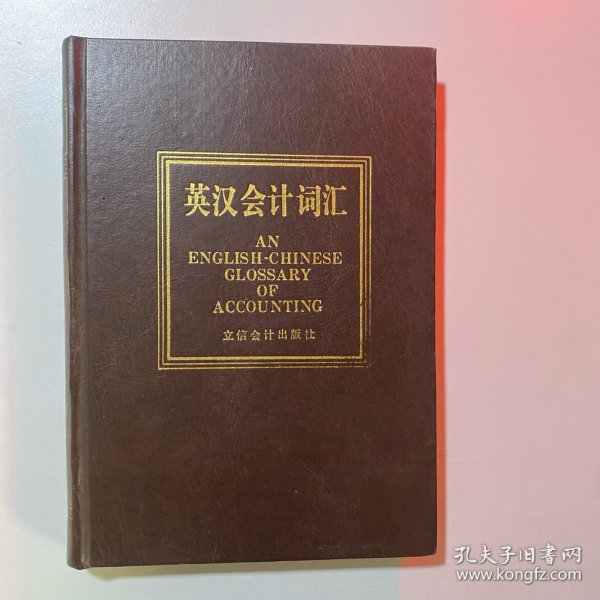 英汉会计词汇
AN
ENGLISH-CHINESE
GLOSSARY
OF
ACCOUNTING
立信会计出版社
孔夫子旧书网
www.kongfz.com